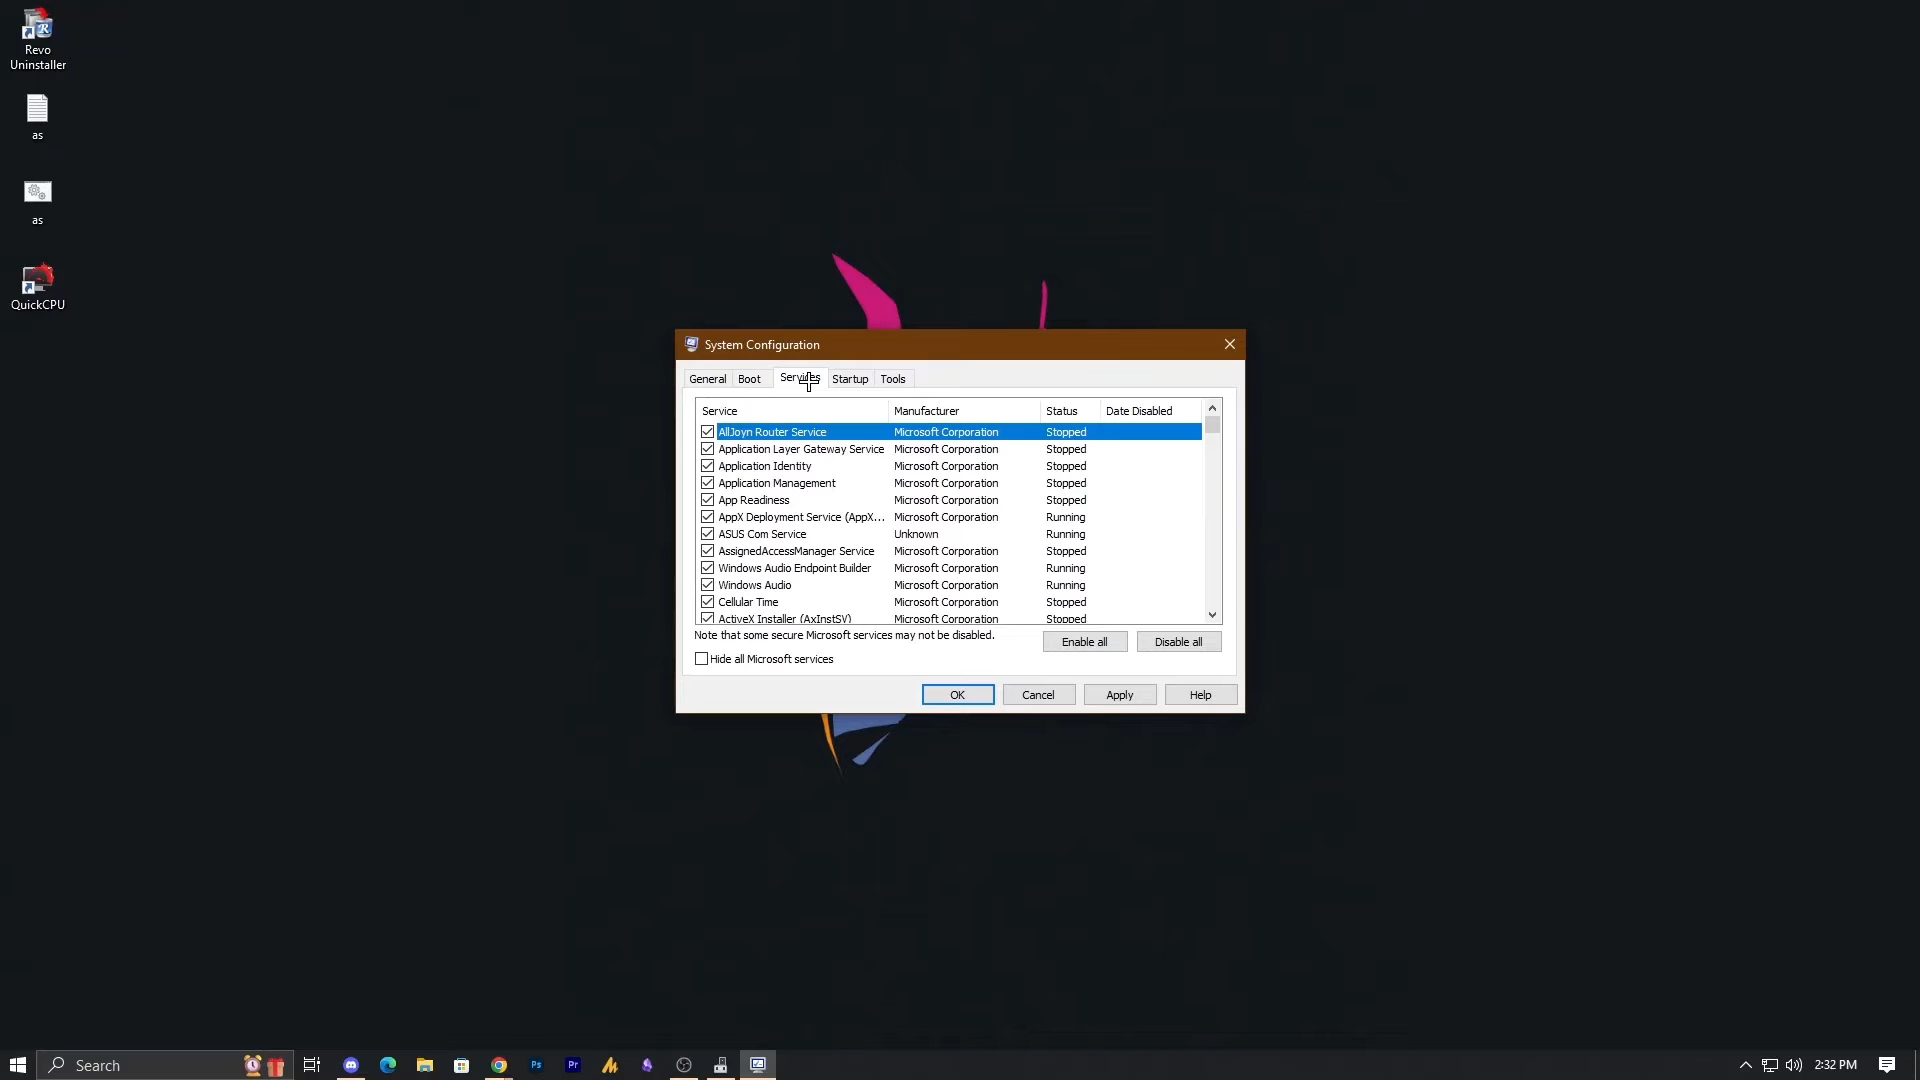 Revo
Uninstaller
as
as
QuickCPU
System Configuration
General Boot Services Startup Tools
Service Manufacturer Status Date Disabled
AllJoyn Router Service Microsoft Corporation Stopped
Application Layer Gateway Service Microsoft Corporation Stopped
Application Identity Microsoft Corporation Stopped
Application Management Microsoft Corporation Stopped
App Readiness Microsoft Corporation Stopped
AppX Deployment Service (AppX... Microsoft Corporation Running
ASUS Com Service Unknown Running
AssignedAccessManager Service Microsoft Corporation Stopped
Windows Audio Endpoint Builder Microsoft Corporation Running
Windows Audio Microsoft Corporation Running
Cellular Time Microsoft Corporation Stopped
ActiveX Installer (AxInstSV) Microsoft Corporation Stopped
Note that some secure Microsoft services may not be disabled.
Enable all Disable all
Hide all Microsoft services
OK Cancel Apply Help
Search Ps Pr 2:32 PM